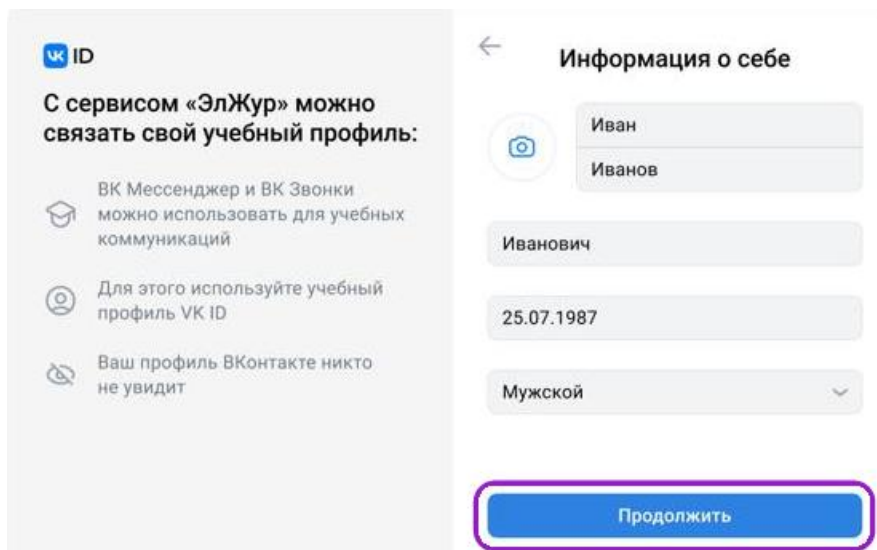 VK ID
С сервисом «ЭлЖур» можно
связать свой учебный профиль:
ВК Мессенджер и ВК Звонки
можно использовать для учебных
коммуникаций
Для этого используйте учебный
профиль VK ID
Ваш профиль ВКонтакте никто
не увидит
Информация о себе
Иван
Иванов
Иванович
25.07.1987
Мужской
Продолжить